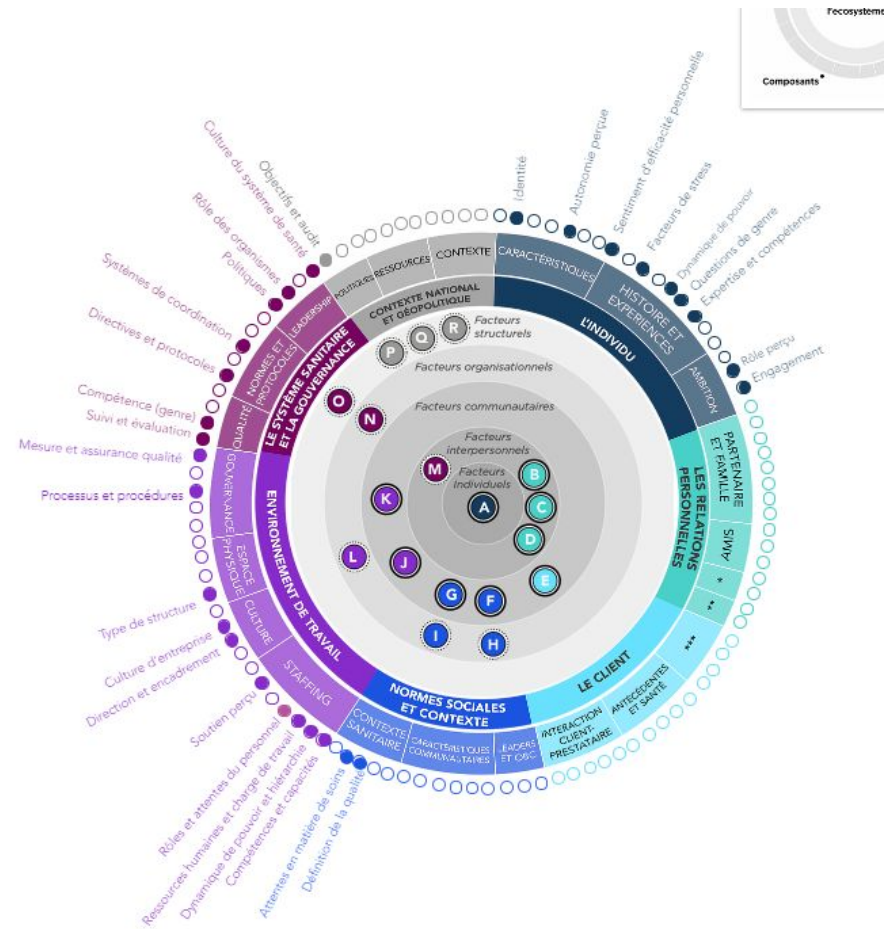 l'ecosystème
Composants*
Identité
Autonomie perçue
Sentiment d'efficacité personnelle
Facteurs de stress
Dynamique de pouvoir
Questions de genre
Expertise et compétences
Rôle perçu
Engagement
Objectifs et audit
Culture du système de santé
Rôle des organismes
Politiques
Systèmes de coordination
Directives et protocoles
Compétence (genre)
Suivi et évaluation
Mesure et assurance qualité
Processus et procédures
Type de structure
Culture d'entreprise
Direction et encadrement
Soutien perçu
Rôles et attentes du personnel
Ressources humaines et charge de travail
Dynamique de pouvoir et hiérarchie
Compétences et capacités
Attentes en matière de soins
Définition de la qualité
POLITIQUES
RESSOURCES
CONTEXTE
CARACTÉRISTIQUES
HISTOIRE ET
EXPERIENCES
AMBITION
PARTENAIRE
ET FAMILLE
AMIS
*
**
***
ANTÉCÉDENTES
ET SANTÉ
INTERACTION
CLIENT-
PRESTATAIRE
LEADERS
ET OBC
CARACTÉRISTIQUES
COMMUNAUTAIRES
CONTEXTE
SANITAIRE
STAFFING
CULTURE
ESPACE
PHYSIQUE
GOUVERNANCE
QUALITÉ
NORMES ET
PROTOCOLES
LEADERSHIP
CONTEXTE NATIONAL
ET GÉOPOLITIQUE
L'INDIVIDU
LES RELATIONS
PERSONNELLES
LE CLIENT
NORMES SOCIALES
ET CONTEXTE
ENVIRONNEMENT DE TRAVAIL
LE SYSTÈME SANITAIRE
ET LA GOUVERNANCE
Facteurs
structurels
Facteurs organisationnels
Facteurs communautaires
Facteurs
interpersonnels
Facteurs
Individuels
P
Q
R
O
N
M
B
K
A
C
D
L
J
E
G
F
I
H